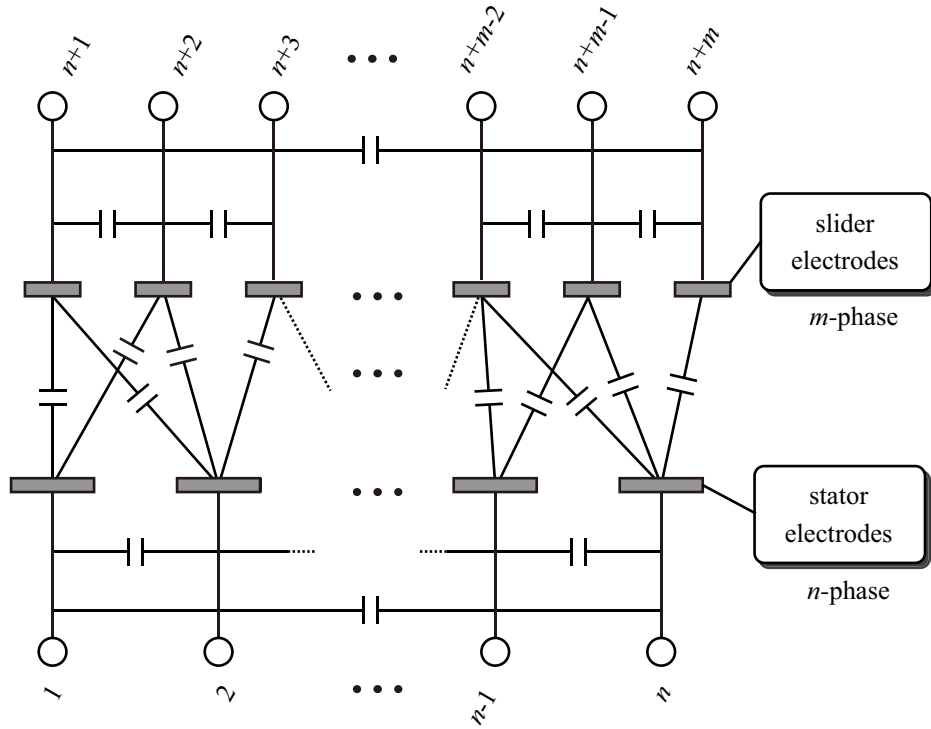 n+1
n+2
n+3
n+m-2
n+m-1
n+m
slider
electrodes
m-phase
stator
electrodes
n-phase
1
2
n-1
n